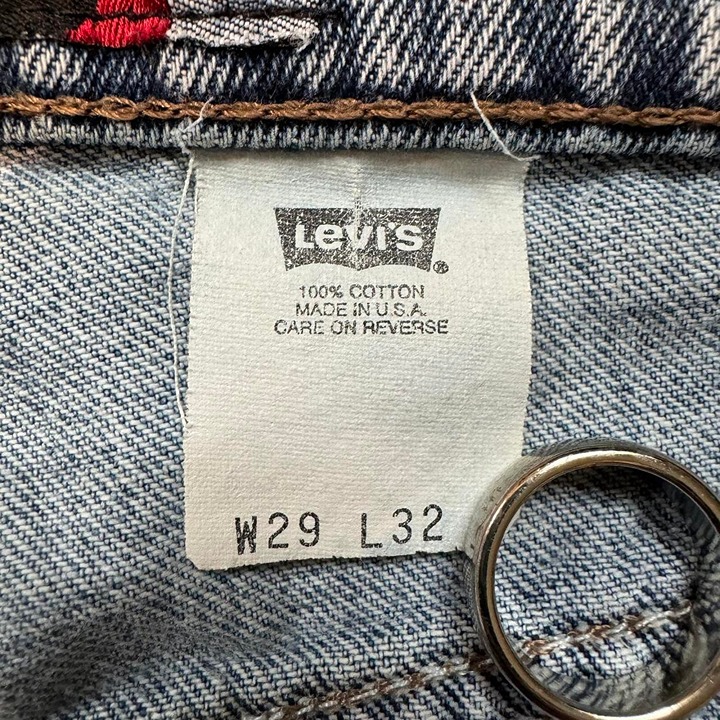 Levi's ®
100% COTTON
MADE IN U.S.A.
CARE ON REVERSE
W29 L32